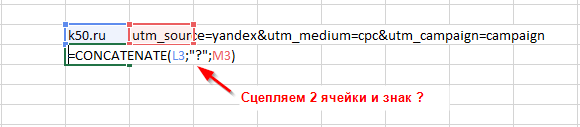 k50.ru utm_source=yandex&utm_medium=cpc&utm_campaign=campaign
=CONCATENATE(L3;"?";M3)
Сцепляем 2 ячейки и знак ?